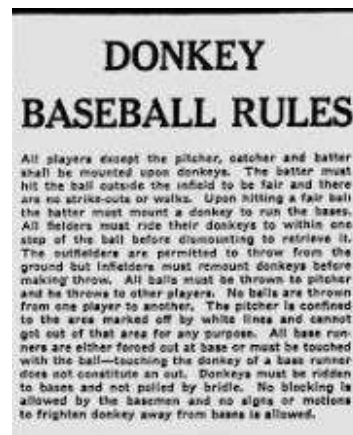 DONKEY
BASEBALL RULES
All players except the pitcher, catcher and batter
shall be mounted upon donkeys. The batter must
hit the ball outside the infield to be fair and there
are no strike-outs or walks. Upon hitting a fair ball
the batter must mount a donkey to run the bases.
All fielders must ride their donkeys to within one
step of the ball before dismounting to retrieve it.
The outfielders are permitted to throw from the
ground but infielders must remount donkeys before
making throw. All balls must be thrown to pitcher
and he throws to other players. No balls are thrown
from one player to another. The pitcher is confined
to the area marked off by white lines and cannot
get out of that area for any purpose. All base run-
ners are either forced out at base or must be touched
with the ball—touching the donkey of a base runner
does not constitute an out. Donkeys must be ridden
to bases and not pulled by bridle. No blocking is
allowed by the basemen and no signs or motions
to frighten donkey away from bases is allowed.